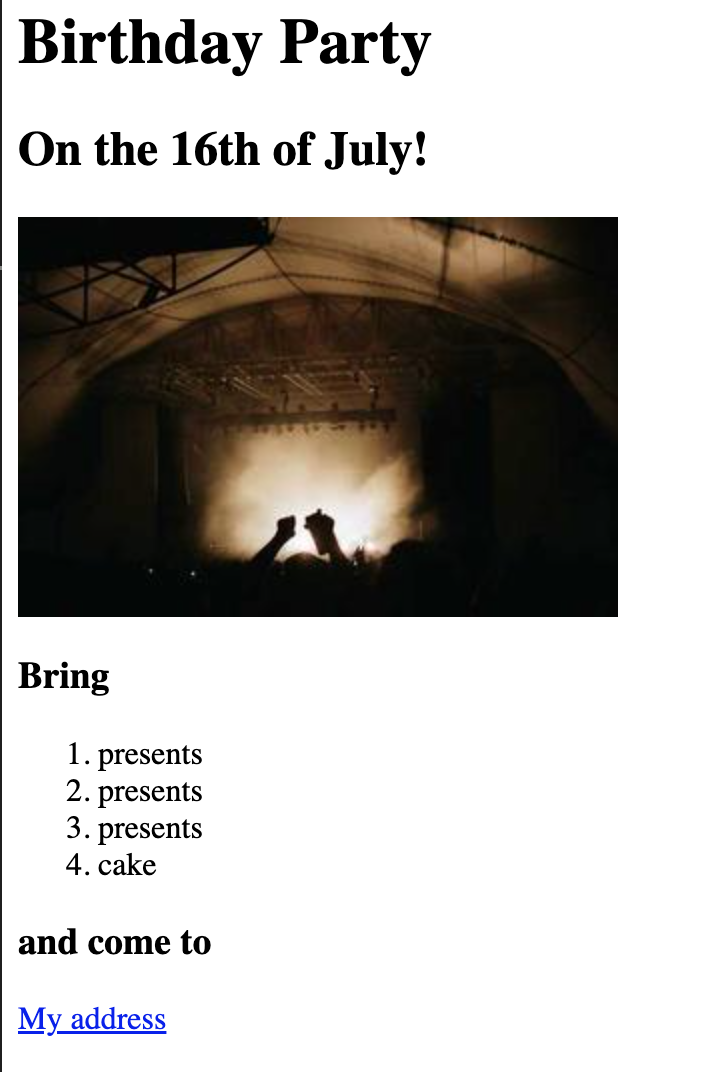 Birthday Party
On the 16th of July!
Bring
1. presents
2. presents
3. presents
4. cake
and come to
My address